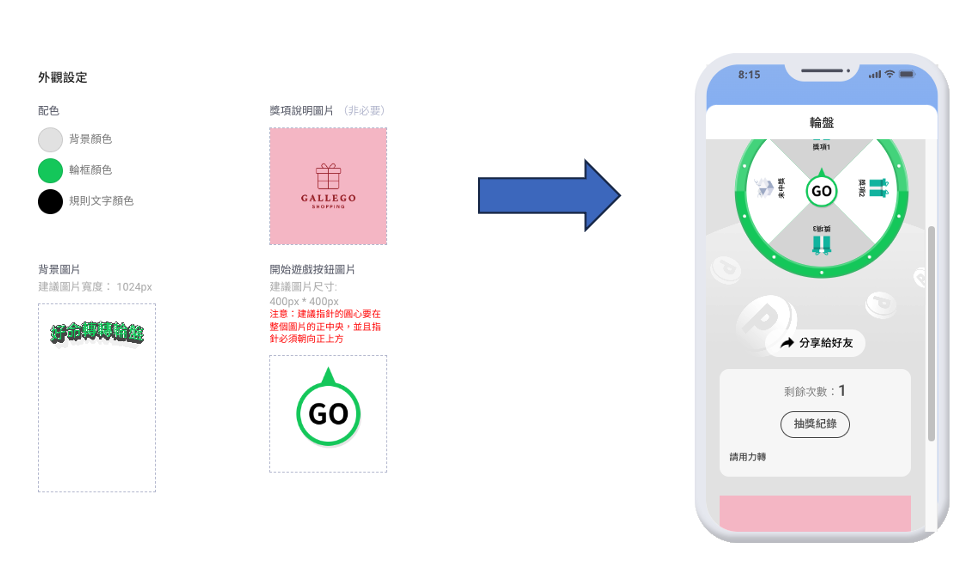 外觀設定
配色
背景顏色
輪框顏色
規則文字顏色
獎項說明圖片 (非必要)
GALLEGO
SHOPPING
背景圖片
建議圖片寬度： 1024px
好命轉轉輪盤
開始遊戲按鈕圖片
建議圖片尺寸:
400px * 400px
注意：建議指針的圓心要在
整個圖片的正中央，並且指
針必須朝向正上方
GO
8:15
輪盤
獎項1
未中獎
GO
獎項2
獎項3
P
P
P
分享給好友
剩餘次數：1
抽獎紀錄
請用力轉